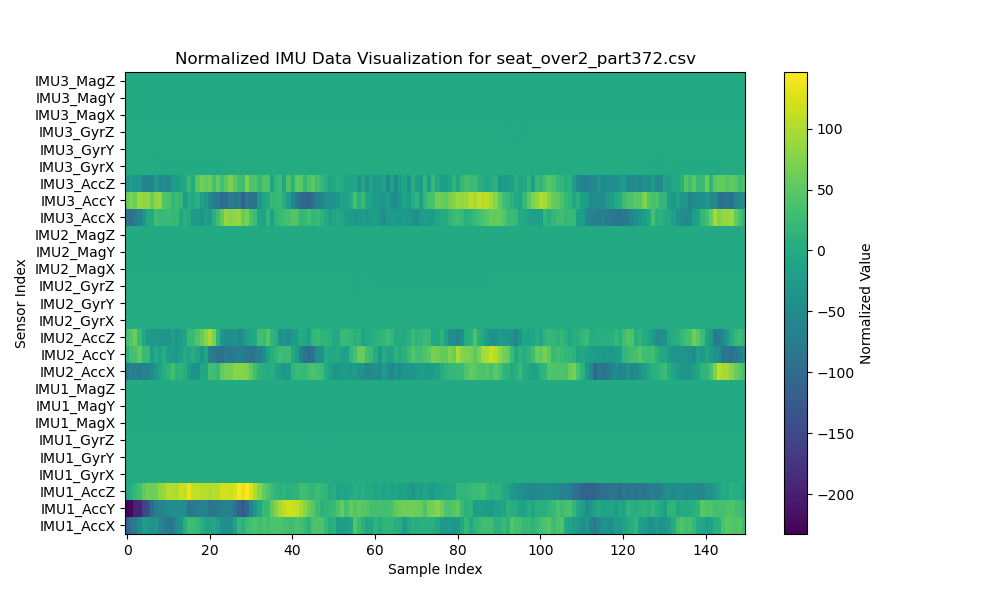 Normalized IMU Data Visualization for seat_over2_part372.csv
IMU3_MagZ
IMU3_MagY
IMU3_MagX
IMU3_GyrZ
IMU3_GyrY
IMU3_GyrX
IMU3_AccZ
IMU3_AccY
IMU3_AccX
IMU2_MagZ
IMU2_MagY
IMU2_MagX
IMU2_GyrZ
IMU2_GyrY
IMU2_GyrX
IMU2_AccZ
IMU2_AccY
IMU2_AccX
IMU1_MagZ
IMU1_MagY
IMU1_MagX
IMU1_GyrZ
IMU1_GyrY
IMU1_GyrX
IMU1_AccZ
IMU1_AccY
IMU1_AccX
Sensor Index
0 20 40 60 80 100 120 140
Sample Index
100
50
0
−50
−100
−150
−200
Normalized Value